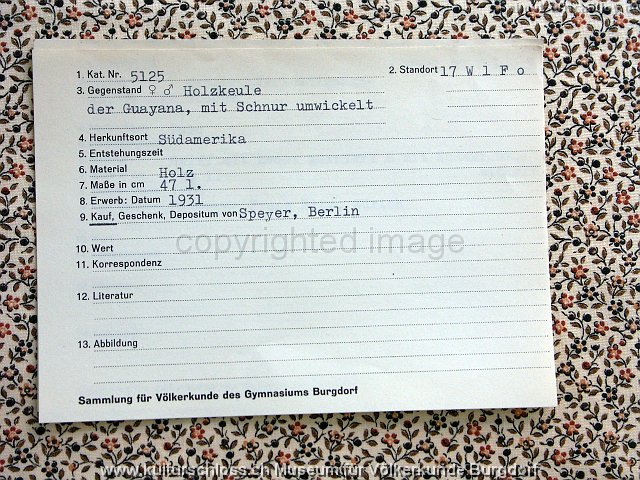 1. Kat. Nr. 5125 2. Standort 17 W l F o
3. Gegenstand ♀ ♂ Holzkeule
der Guayana, mit Schnur umwickelt
4. Herkunftsort Südamerika
5. Entstehungszeit
6. Material Holz
7. Maße in cm 47 l.
8. Erwerb: Datum 1931
9. Kauf, Geschenk, Depositum von Speyer, Berlin
copyrighted image
10. Wert
11. Korrespondenz
12. Literatur
13. Abbildung
Sammlung für Völkerkunde des Gymnasiums Burgdorf
www.kulturschloss.ch Museum für Völkerkunde Burgdorf